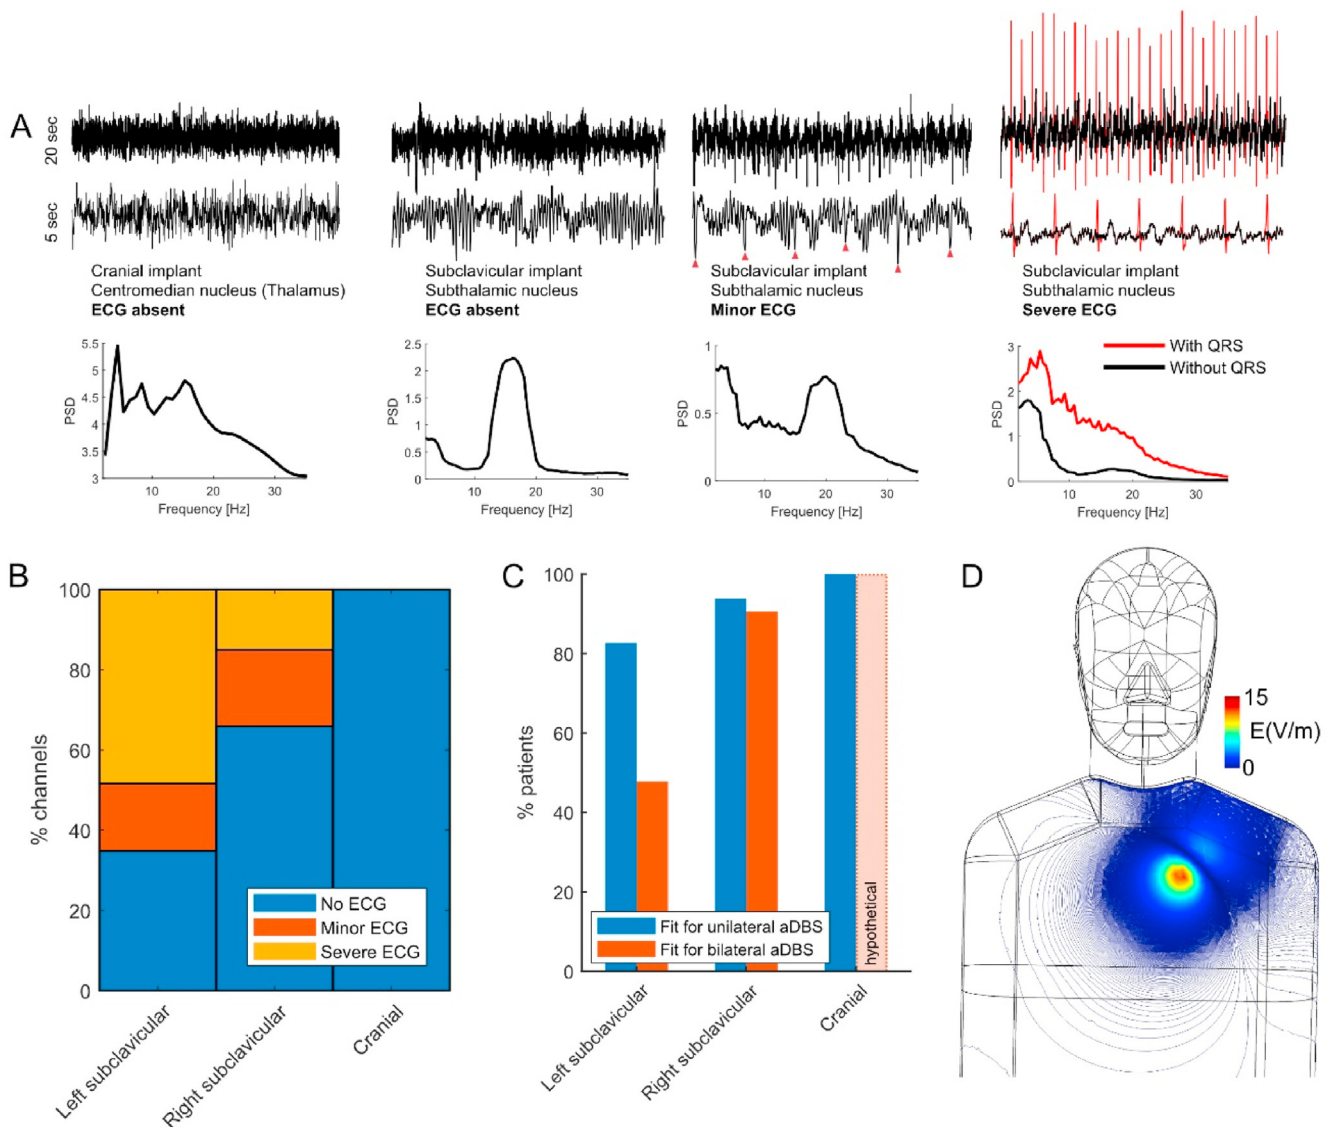 A
20 sec
5 sec
Cranial implant
Centromedian nucleus (Thalamus)
ECG absent
Subclavicular implant
Subthalamic nucleus
ECG absent
Subclavicular implant
Subthalamic nucleus
Minor ECG
Subclavicular implant
Subthalamic nucleus
Severe ECG
5.5
5
4.5
4
3.5
3
PSD
10
20
30
Frequency [Hz]
2.5
2
1.5
1
0.5
0
PSD
10
20
30
Frequency [Hz]
1
0.5
0
PSD
10
20
30
Frequency [Hz]
3
2
1
0
PSD
10
20
30
Frequency [Hz]
With QRS
Without QRS
B
100
80
60
40
20
0
% channels
No ECG
Minor ECG
Severe ECG
Left subclavicular
Right subclavicular
Cranial
C
100
80
60
40
20
0
% patients
Fit for unilateral aDBS
Fit for bilateral aDBS
hypothetical
Left subclavicular
Right subclavicular
Cranial
D
15
E(V/m)
0